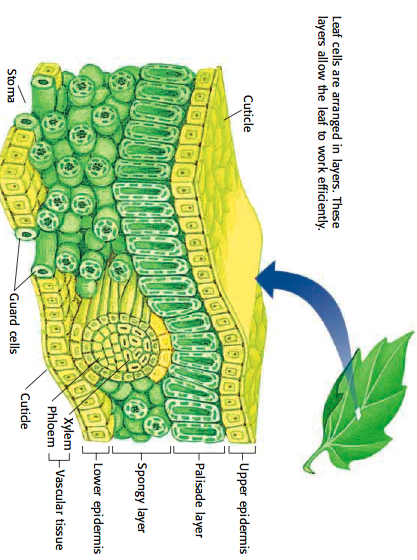 Leaf cells are arranged in layers. These
layers allow the leaf to work efficiently.
Cuticle
Upper epidermis
Palisade layer
Spongy layer
Lower epidermis
Xylem
Phloem
Vascular tissue
Stoma
Guard cells
Cuticle